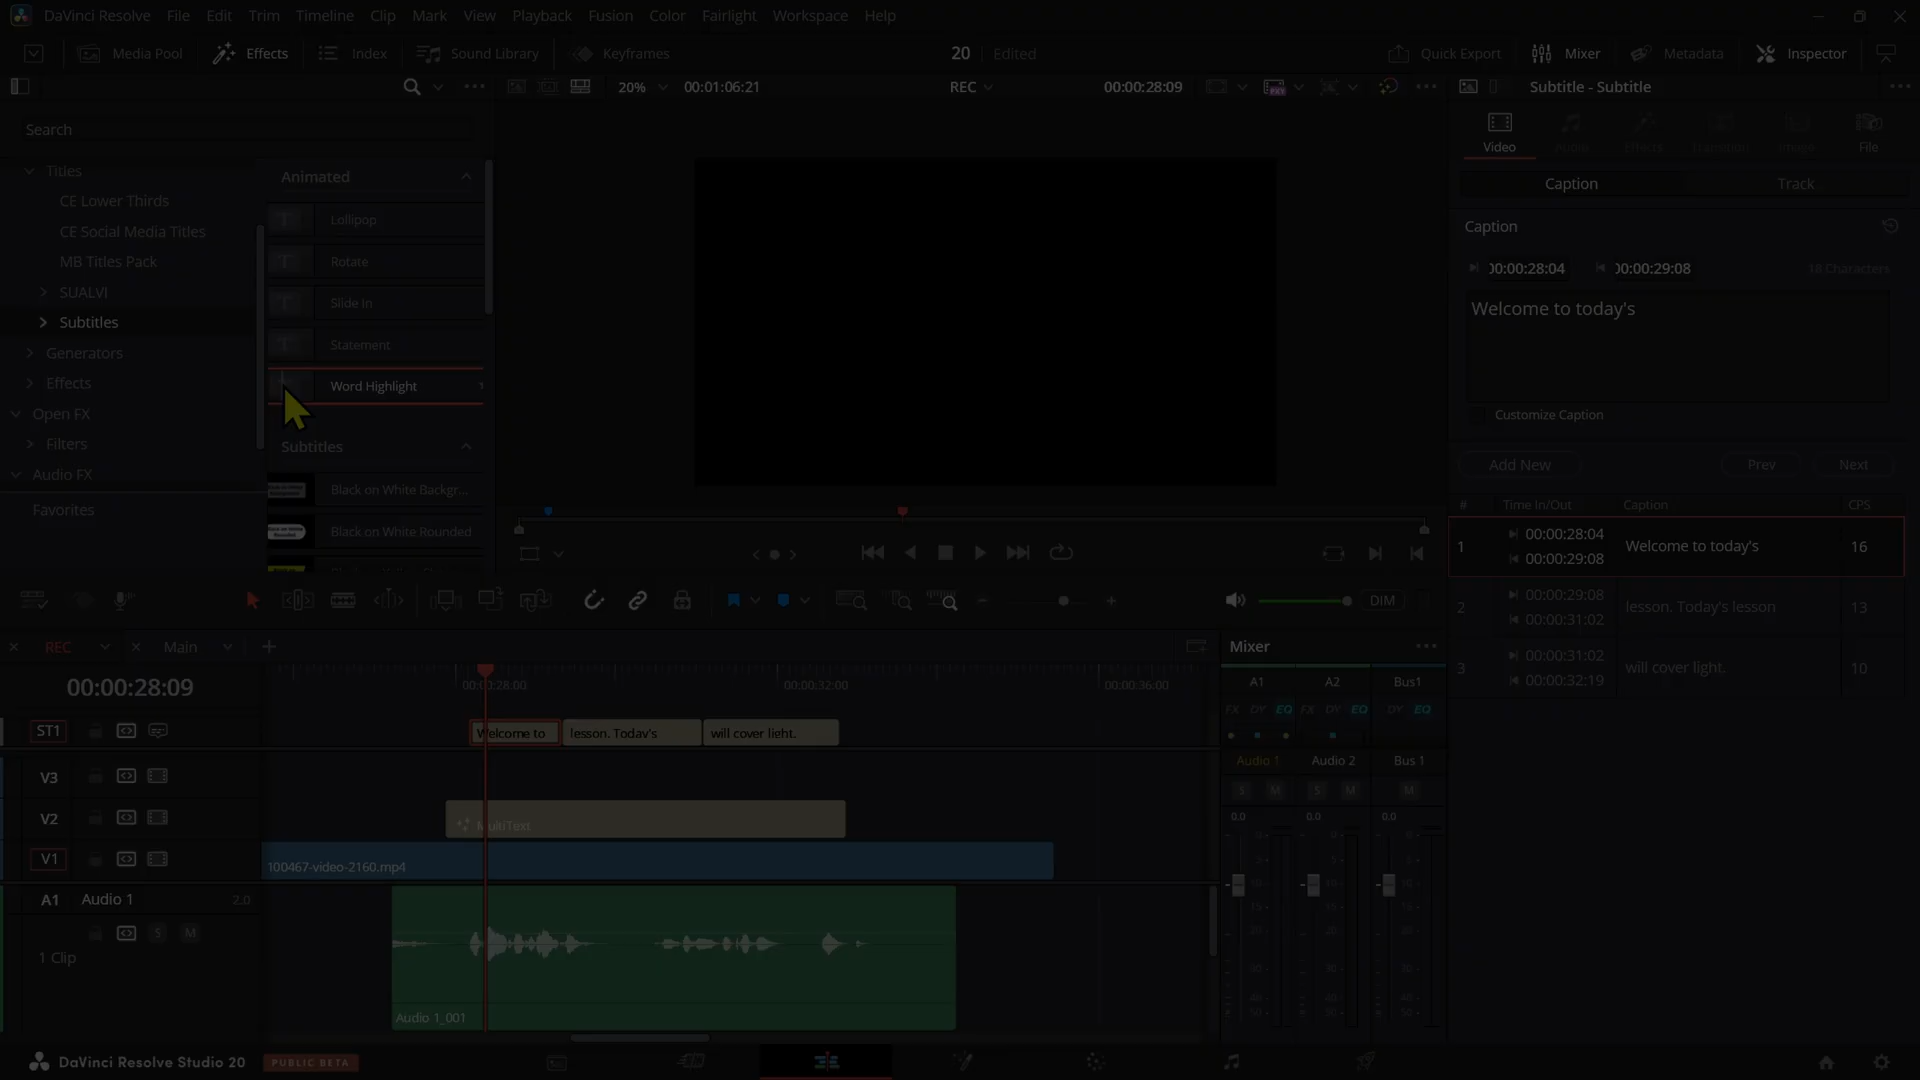 DaVinci Resolve File Edit Trim Timeline Clip Mark View Playback Fusion Color Fairlight Workspace Help
Media Pool Effects Index Sound Library Keyframes 20 Edited Quick Export Mixer Metadata Inspector
20% 00:01:06:21 REC 00:00:28:09 Subtitle - Subtitle
Search
Titles
CE Lower Thirds
CE Social Media Titles
MB Titles Pack
SUALVI
Subtitles
Generators
Effects
Open FX
Filters
Audio FX
Favorites
Animated
Lollipop
Rotate
Slide In
Statement
Word Highlight
Subtitles
Black on White Backgr...
Black on White Rounded
Video Audio Effects Transition Image File
Caption Track
Caption
00:00:28:04 00:00:29:08 18 Characters
Welcome to today's
Customize Caption
Add New Prev Next
# Time In/Out Caption CPS
1 00:00:28:04 00:00:29:08 Welcome to today's 16
2 00:00:29:08 00:00:31:02 lesson. Today's lesson 13
3 00:00:31:02 00:00:32:19 will cover light. 10
DIM
REC Main
00:00:28:09
00:00:28:00 00:00:32:00 00:00:36:00
ST1 Welcome to lesson. Today's will cover light.
V3
V2 MultiText
V1 100467-video-2160.mp4
A1 Audio 1 2.0
S M
1 Clip
Audio 1_001
Mixer
A1 A2 Bus1
FX DY EQ FX DY EQ DY EQ
Audio 1 Audio 2 Bus 1
S M S M M
0.0 0.0 0.0
DaVinci Resolve Studio 20 PUBLIC BETA